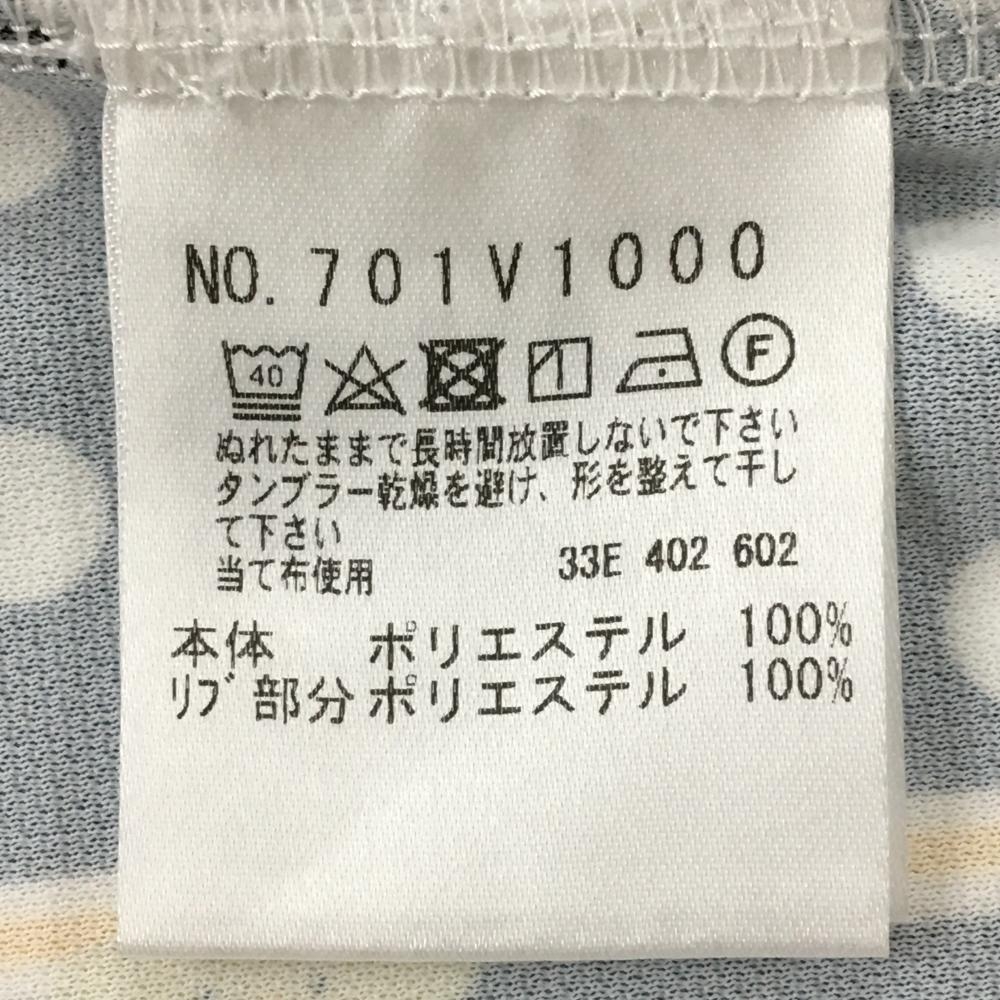 NO. 701V1000
40 F
ぬれたままで長時間放置しないで下さい
タンブラー乾燥を避け、形を整えて干し
て下さい
当て布使用 33E 402 602
本体 ポリエステル 100%
ﾘﾌﾞ部分 ポリエステル 100%